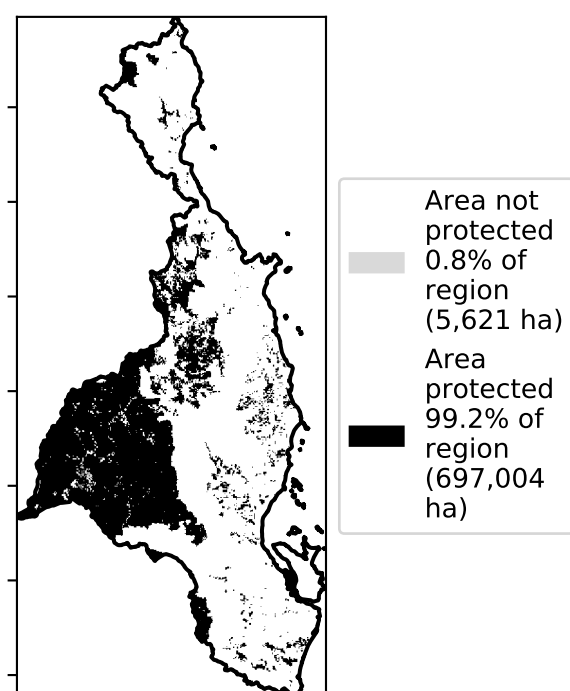 Area not
protected
0.8% of
region
(5,621 ha)
Area
protected
99.2% of
region
(697,004
ha)